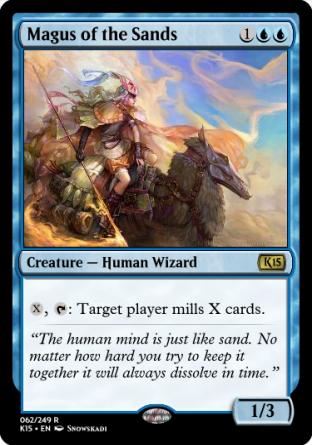 Magus of the Sands 1
Creature — Human Wizard K15
X, : Target player mills X cards.
“The human mind is just like sand. No
matter how hard you try to keep it
together it will always dissolve in time.”
1/3
062/249 R
K15 • EN Snowskadi